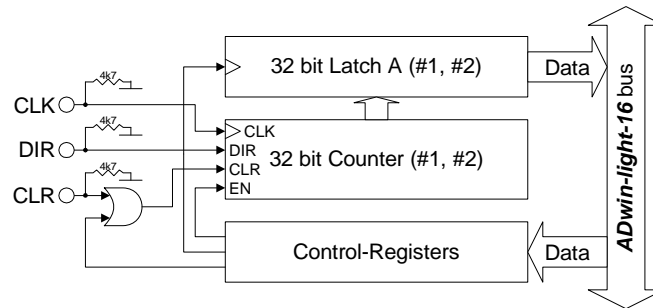 4k7
32 bit Latch A (#1, #2)
Data
CLK
4k7
CLK
DIR
DIR
32 bit Counter (#1, #2)
4k7
CLR
CLR
EN
Control-Registers
Data
ADwin-light-16 bus